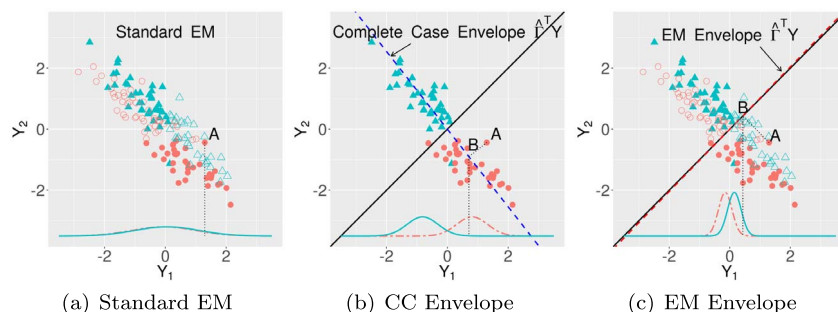 Standard EM
Y2
2
0
-2
A
-2
0
2
Y1
(a) Standard EM
Complete Case Envelope Γ̂ᵀY
Y2
2
0
-2
A
B
-2
0
2
Y1
(b) CC Envelope
EM Envelope Γ̂ᵀY
Y2
2
0
-2
B
A
-2
0
2
Y1
(c) EM Envelope